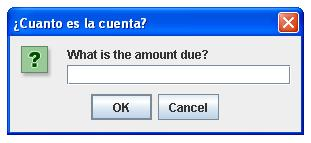 ¿Cuanto es la cuenta?
What is the amount due?
OK Cancel